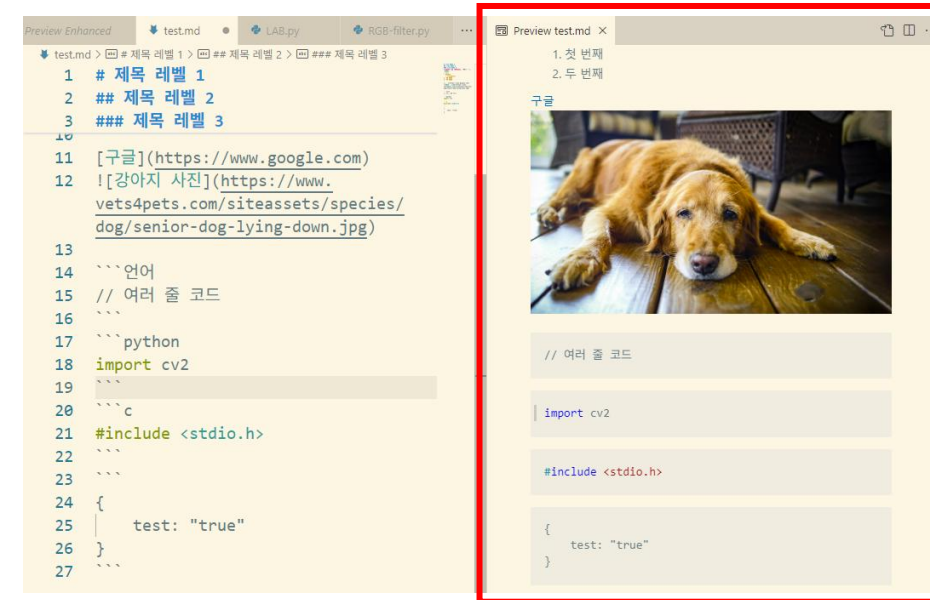 Preview Enhanced test.md LAB.py RGB-filter.py ...
test.md > # 제목 레벨 1 > ## 제목 레벨 2 > ### 제목 레벨 3
1 # 제목 레벨 1
2 ## 제목 레벨 2
3 ### 제목 레벨 3
10
11 [구글](https://www.google.com)
12 ![강아지 사진](https://www.
vets4pets.com/siteassets/species/
dog/senior-dog-lying-down.jpg)
13
14 ```언어
15 // 여러 줄 코드
16 ```
17 ```python
18 import cv2
19 ```
20 ```c
21 #include <stdio.h>
22 ```
23 ```
24 {
25 test: "true"
26 }
27 ```
Preview test.md
1. 첫 번째
2. 두 번째
구글
// 여러 줄 코드
import cv2
#include <stdio.h>
{
test: "true"
}